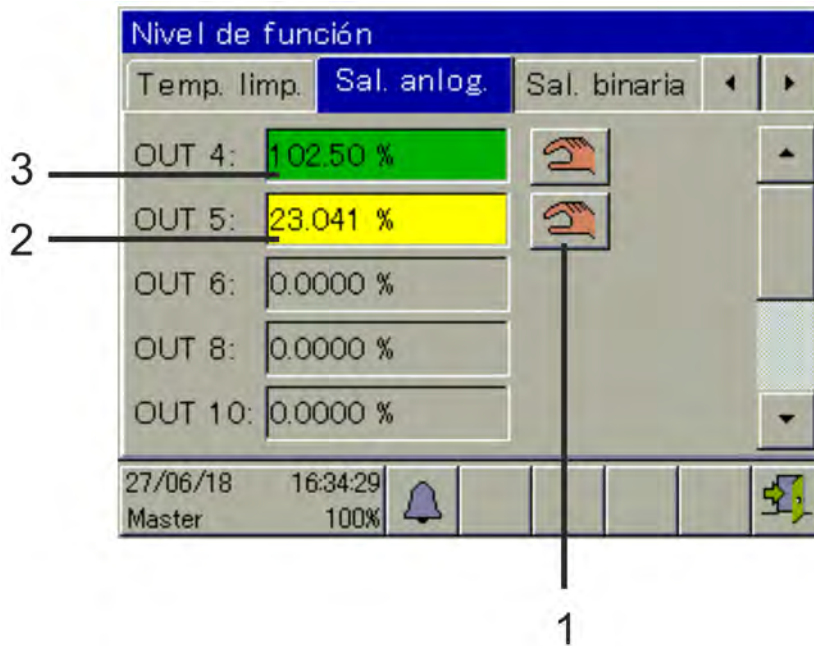 Nivel de función
Temp. limp. Sal. anlog. Sal. binaria
OUT 4: 102.50 %
3
OUT 5: 23.041 %
2
OUT 6: 0.0000 %
OUT 8: 0.0000 %
OUT 10: 0.0000 %
27/06/18 16:34:29
Master 100%
1